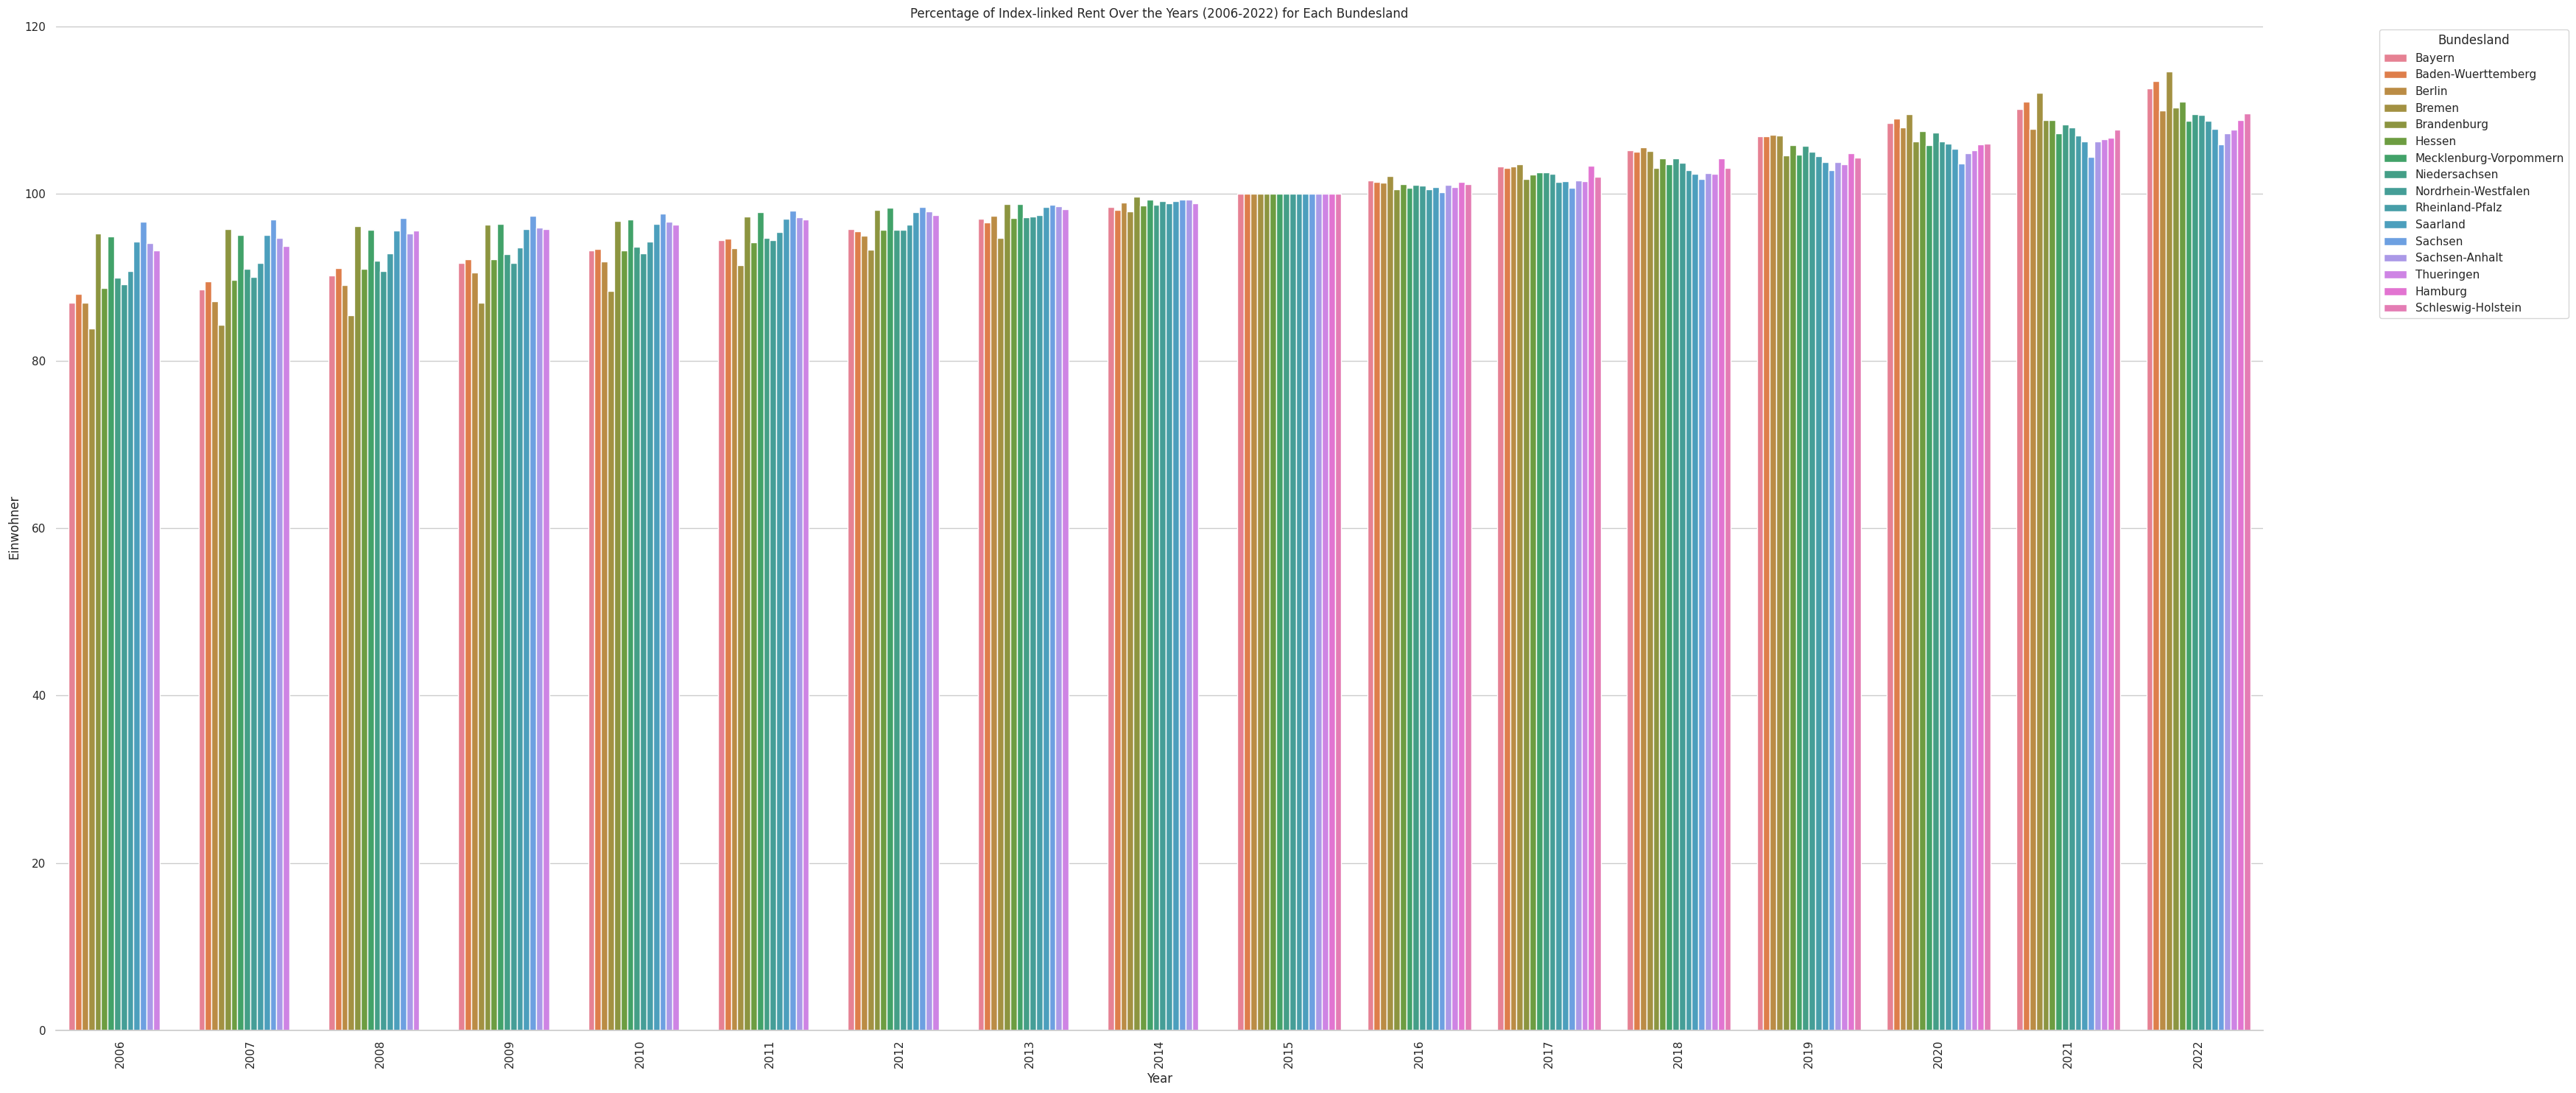 Percentage of Index-linked Rent Over the Years (2006-2022) for Each Bundesland
120
100
80
60
40
20
0
Einwohner
2006
2007
2008
2009
2010
2011
2012
2013
2014
2015
2016
2017
2018
2019
2020
2021
2022
Year
Bundesland
Bayern
Baden-Wuerttemberg
Berlin
Bremen
Brandenburg
Hessen
Mecklenburg-Vorpommern
Niedersachsen
Nordrhein-Westfalen
Rheinland-Pfalz
Saarland
Sachsen
Sachsen-Anhalt
Thueringen
Hamburg
Schleswig-Holstein